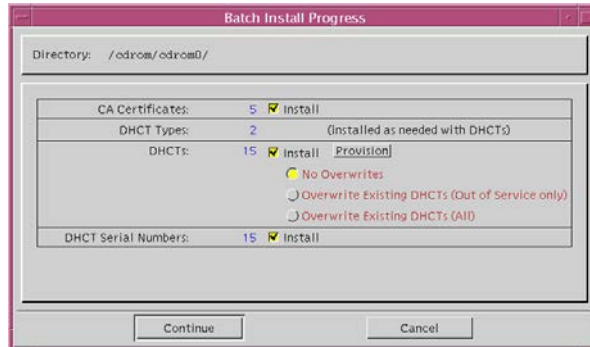 Batch Install Progress
Directory: /cdrom/cdrom0/
CA Certificates: 5 Install
DHCT Types: 2 (Installed as needed with DHCTs)
DHCTs: 15 Install Provision
No Overwrites
Overwrite Existing DHCTs (Out of Service only)
Overwrite Existing DHCTs (All)
DHCT Serial Numbers: 15 Install
Continue Cancel